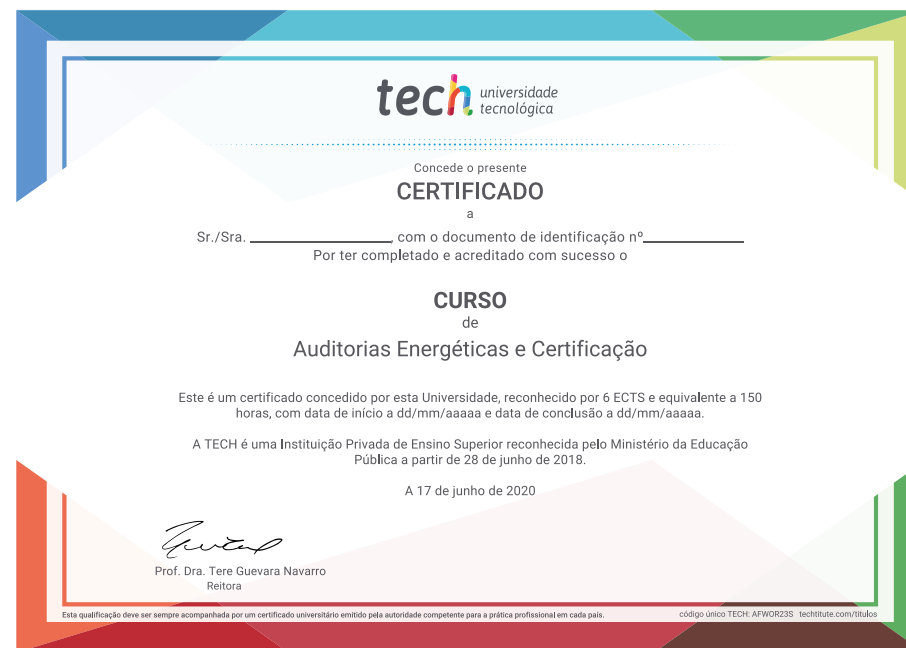 tech universidade
tecnológica
Concede o presente
CERTIFICADO
a
Sr./Sra. ____________, com o documento de identificação nº____________
Por ter completado e acreditado com sucesso o
CURSO
de
Auditorias Energéticas e Certificação
Este é um certificado concedido por esta Universidade, reconhecido por 6 ECTS e equivalente a 150
horas, com data de início a dd/mm/aaaaa e data de conclusão a dd/mm/aaaaa.
A TECH é uma Instituição Privada de Ensino Superior reconhecida pelo Ministério da Educação
Pública a partir de 28 de junho de 2018.
A 17 de junho de 2020
Prof. Dra. Tere Guevara Navarro
Reitora
Esta qualificação deve ser sempre acompanhada por um certificado universitário emitido pela autoridade competente para a prática profissional em cada país.
código único TECH: AFWOR23S techtitute.com/titulos